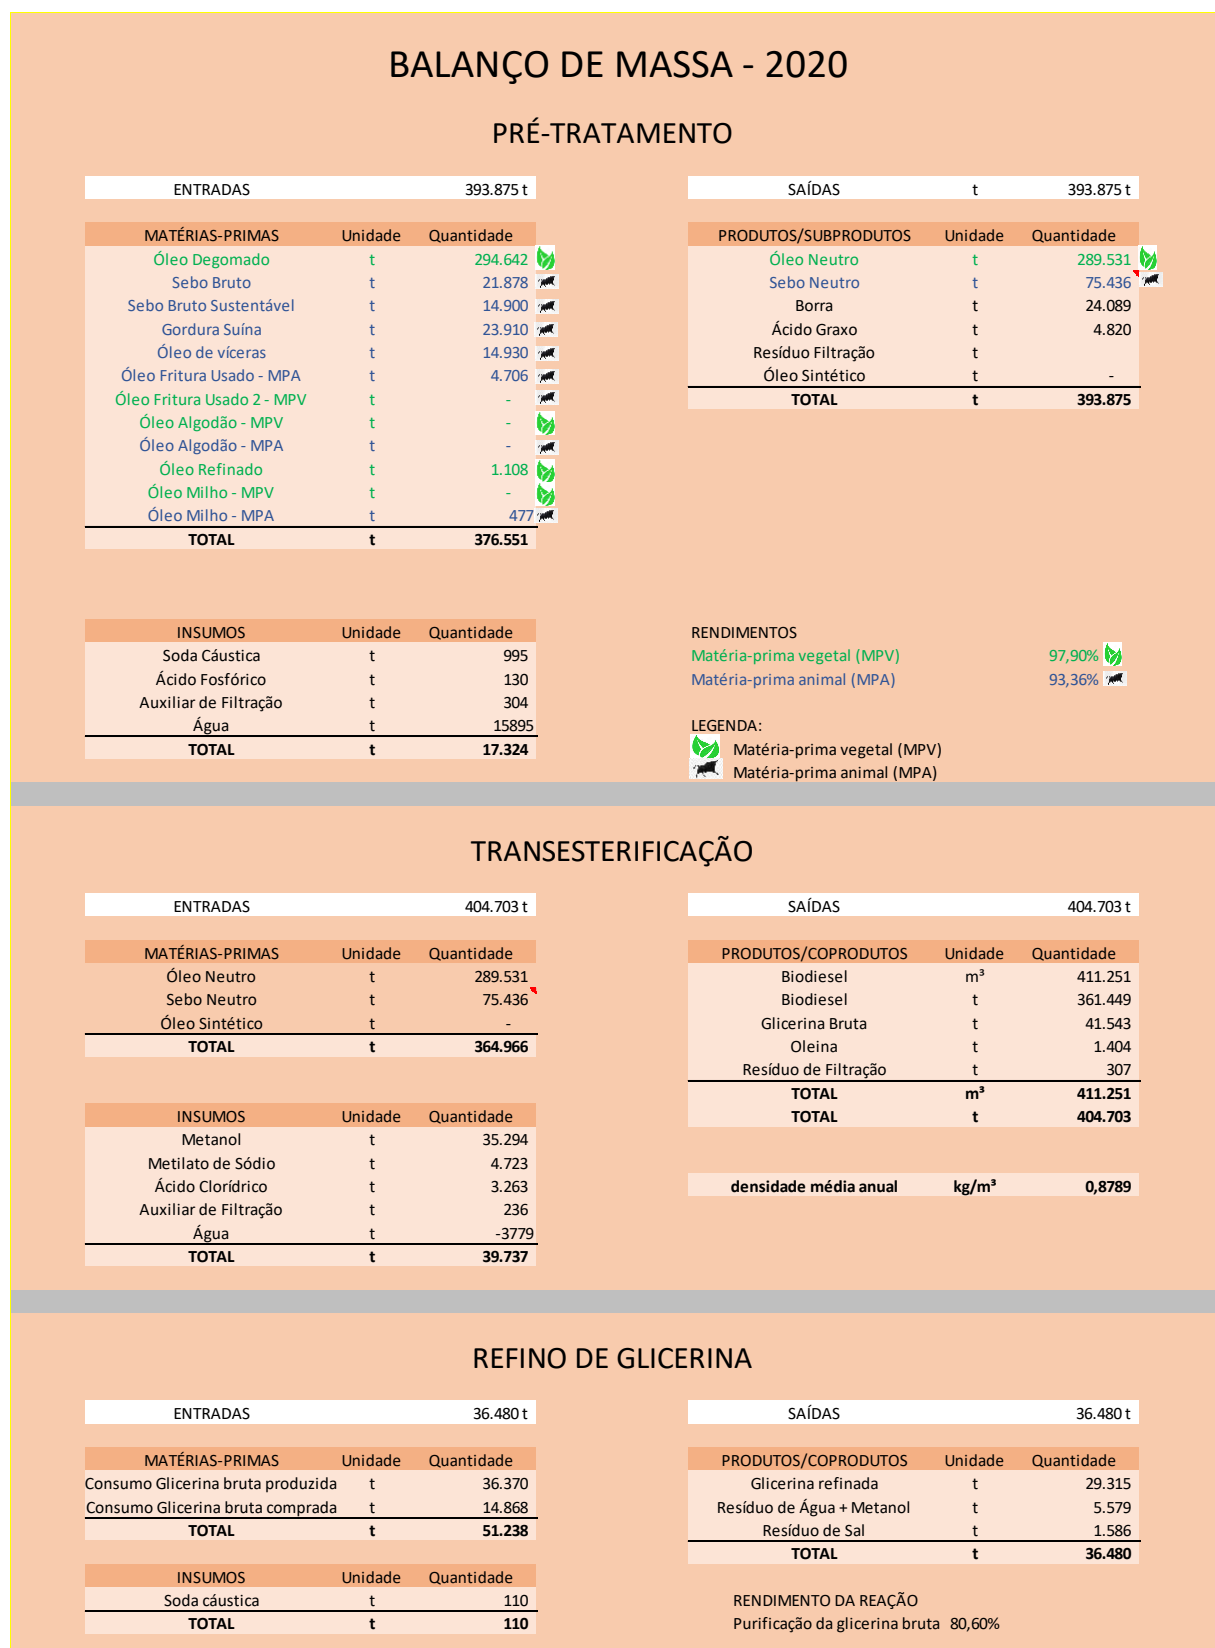 BALANÇO DE MASSA - 2020
PRÉ-TRATAMENTO
ENTRADAS 393.875 t
MATÉRIAS-PRIMAS Unidade Quantidade
Óleo Degomado t 294.642
Sebo Bruto t 21.878
Sebo Bruto Sustentável t 14.900
Gordura Suína t 23.910
Óleo de víceras t 14.930
Óleo Fritura Usado - MPA t 4.706
Óleo Fritura Usado 2 - MPV t -
Óleo Algodão - MPV t -
Óleo Algodão - MPA t -
Óleo Refinado t 1.108
Óleo Milho - MPV t -
Óleo Milho - MPA t 477
TOTAL t 376.551
SAÍDAS t 393.875 t
PRODUTOS/SUBPRODUTOS Unidade Quantidade
Óleo Neutro t 289.531
Sebo Neutro t 75.436
Borra t 24.089
Ácido Graxo t 4.820
Resíduo Filtração t
Óleo Sintético t -
TOTAL t 393.875
INSUMOS Unidade Quantidade
Soda Cáustica t 995
Ácido Fosfórico t 130
Auxiliar de Filtração t 304
Água t 15895
TOTAL t 17.324
RENDIMENTOS
Matéria-prima vegetal (MPV) 97,90%
Matéria-prima animal (MPA) 93,36%
LEGENDA:
Matéria-prima vegetal (MPV)
Matéria-prima animal (MPA)
TRANSESTERIFICAÇÃO
ENTRADAS 404.703 t
MATÉRIAS-PRIMAS Unidade Quantidade
Óleo Neutro t 289.531
Sebo Neutro t 75.436
Óleo Sintético t -
TOTAL t 364.966
INSUMOS Unidade Quantidade
Metanol t 35.294
Metilato de Sódio t 4.723
Ácido Clorídrico t 3.263
Auxiliar de Filtração t 236
Água t -3779
TOTAL t 39.737
SAÍDAS 404.703 t
PRODUTOS/COPRODUTOS Unidade Quantidade
Biodiesel m³ 411.251
Biodiesel t 361.449
Glicerina Bruta t 41.543
Oleina t 1.404
Resíduo de Filtração t 307
TOTAL m³ 411.251
TOTAL t 404.703
densidade média anual kg/m³ 0,8789
REFINO DE GLICERINA
ENTRADAS 36.480 t
MATÉRIAS-PRIMAS Unidade Quantidade
Consumo Glicerina bruta produzida t 36.370
Consumo Glicerina bruta comprada t 14.868
TOTAL t 51.238
INSUMOS Unidade Quantidade
Soda cáustica t 110
TOTAL t 110
SAÍDAS 36.480 t
PRODUTOS/COPRODUTOS Unidade Quantidade
Glicerina refinada t 29.315
Resíduo de Água + Metanol t 5.579
Resíduo de Sal t 1.586
TOTAL t 36.480
RENDIMENTO DA REAÇÃO
Purificação da glicerina bruta 80,60%